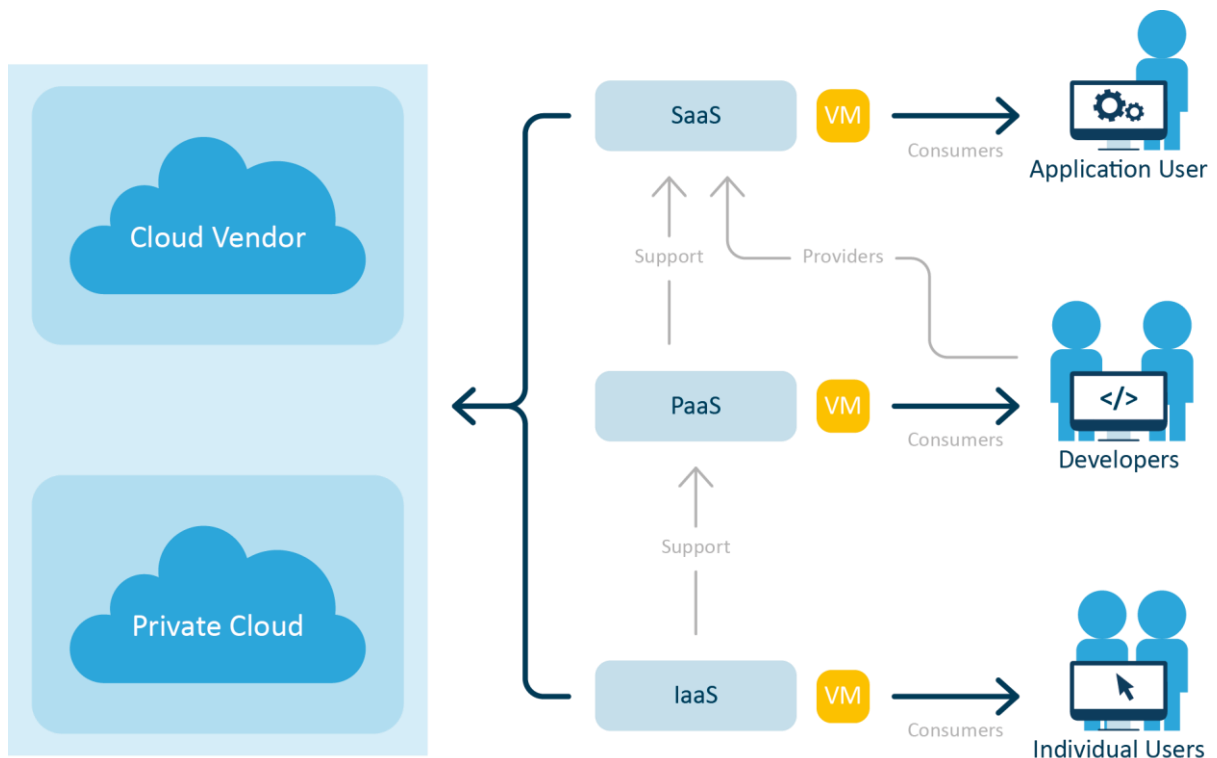 Cloud Vendor
Private Cloud
SaaS
VM
Consumers
Application User
Support
Providers
PaaS
VM
Consumers
</>
Developers
Support
IaaS
VM
Consumers
Individual Users